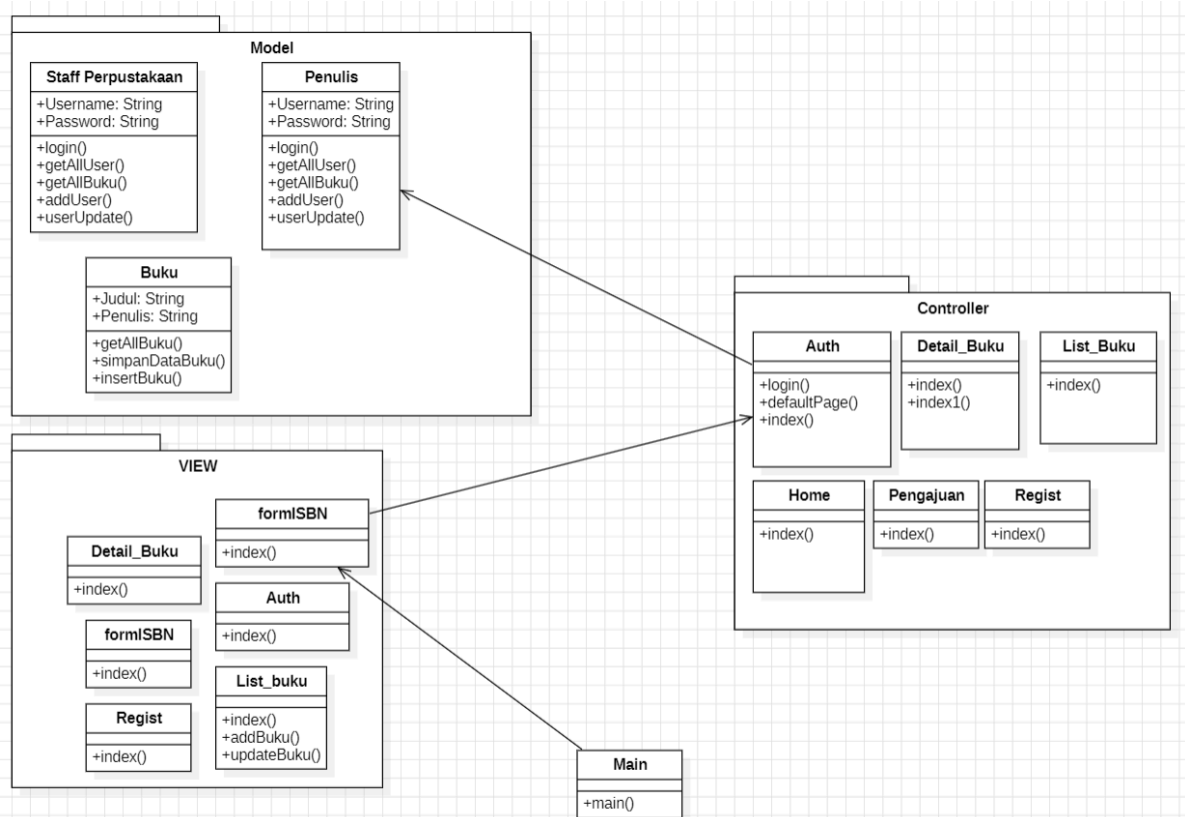 Model
Staff Perpustakaan
+Username: String
+Password: String
+login()
+getAllUser()
+getAllBuku()
+addUser()
+userUpdate()
Penulis
+Username: String
+Password: String
+login()
+getAllUser()
+getAllBuku()
+addUser()
+userUpdate()
Buku
+Judul: String
+Penulis: String
+getAllBuku()
+simpanDataBuku()
+insertBuku()
Controller
Auth
+login()
+defaultPage()
+index()
Detail_Buku
+index()
+index1()
List_Buku
+index()
Home
+index()
Pengajuan
+index()
Regist
+index()
VIEW
formISBN
+index()
Detail_Buku
+index()
Auth
+index()
formISBN
+index()
List_buku
+index()
+addBuku()
+updateBuku()
Regist
+index()
Main
+main()